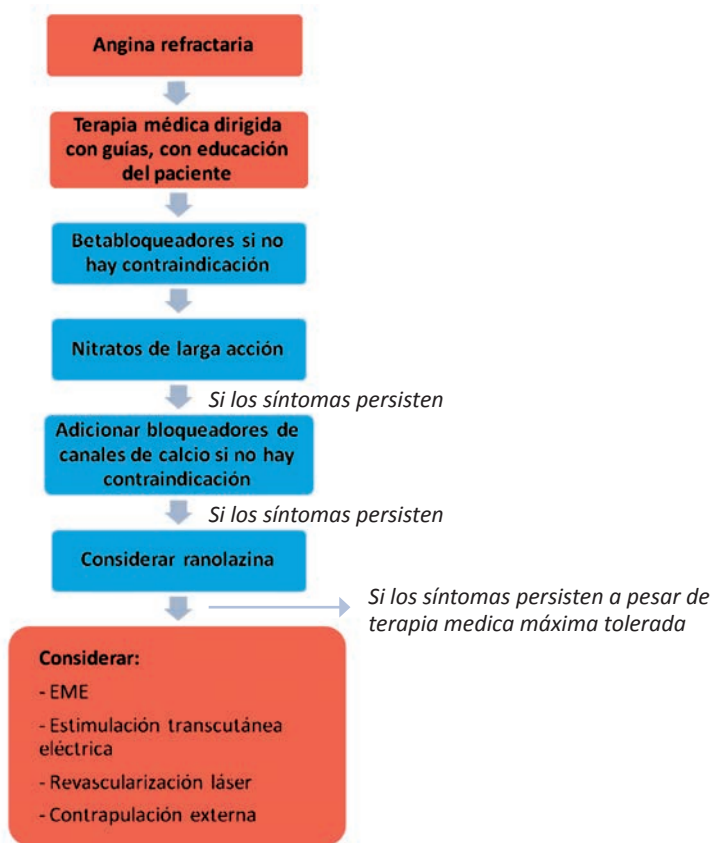 Angina refractaria
Terapia médica dirigida
con guías, con educación
del paciente
Betabloqueadores si no
hay contraindicación
Nitratos de larga acción
Si los síntomas persisten
Adicionar bloqueadores de
canales de calcio si no hay
contraindicación
Si los síntomas persisten
Considerar ranolazina
Si los síntomas persisten a pesar de
terapia medica máxima tolerada
Considerar:
- EME
- Estimulación transcutánea
eléctrica
- Revascularización láser
- Contrapulación externa